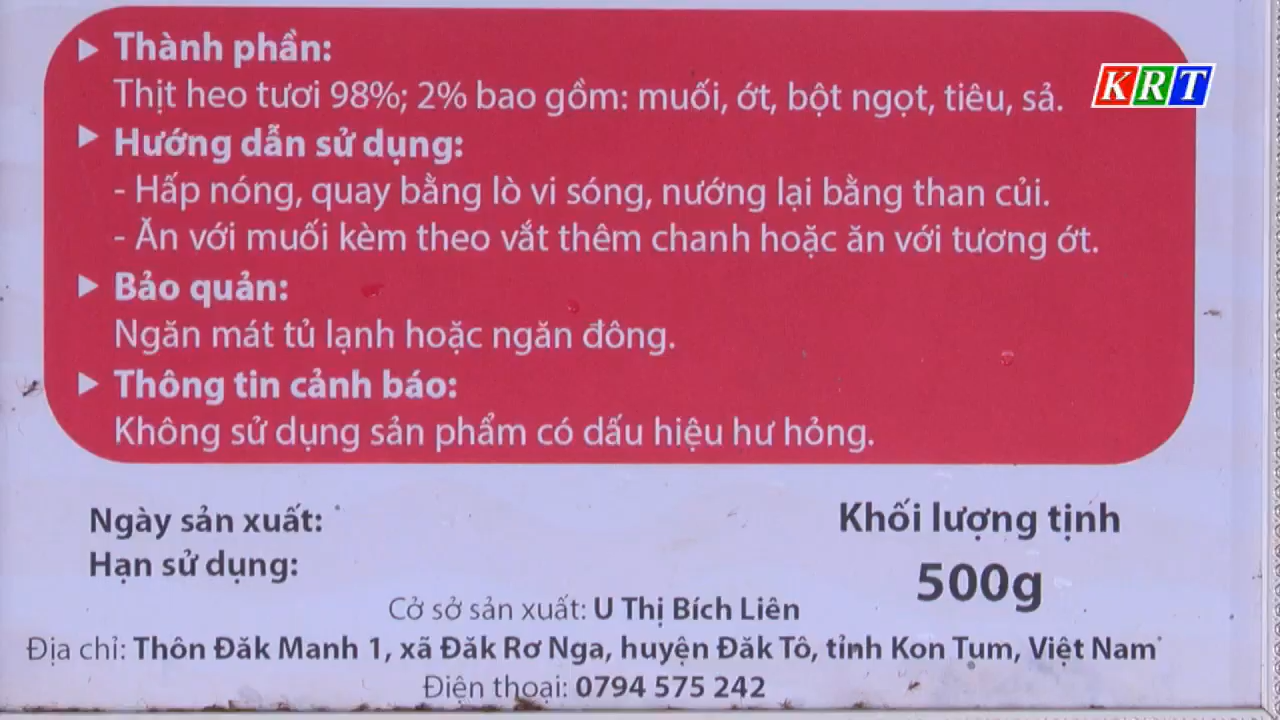 Thành phần:
KRT
Thịt heo tươi 98%; 2% bao gồm: muối, ớt, bột ngọt, tiêu, sả.
Hướng dẫn sử dụng:
- Hấp nóng, quay bằng lò vi sóng, nướng lại bằng than củi.
- Ăn với muối kèm theo vắt thêm chanh hoặc ăn với tương ớt.
Bảo quản:
Ngăn mát tủ lạnh hoặc ngăn đông.
Thông tin cảnh báo:
Không sử dụng sản phẩm có dấu hiệu hư hỏng.
Ngày sản xuất:
Hạn sử dụng:
Khối lượng tịnh
500g
Cở sở sản xuất: U Thị Bích Liên
Địa chỉ: Thôn Đăk Manh 1, xã Đăk Rơ Nga, huyện Đăk Tô, tỉnh Kon Tum, Việt Nam
Điện thoại: 0794 575 242